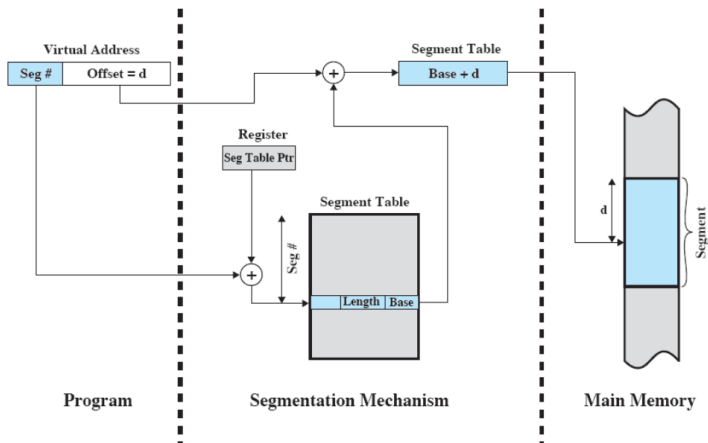 Virtual Address
Seg #
Offset = d
Segment Table
Base + d
Register
Seg Table Ptr
Segment Table
Seg #
Length
Base
d
Segment
Program
Segmentation Mechanism
Main Memory
+
+